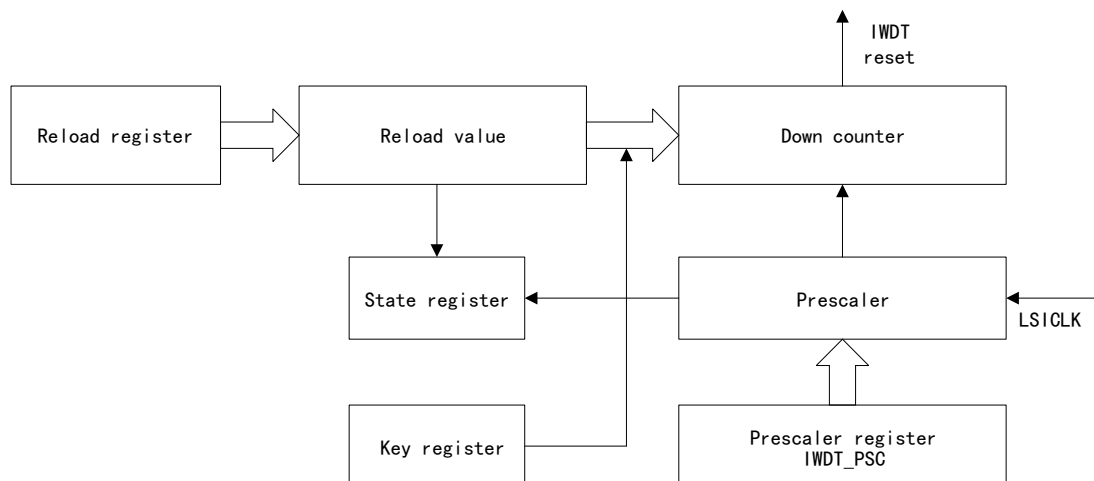 IWDT
reset
Reload register
Reload value
Down counter
State register
Prescaler
LSICLK
Key register
Prescaler register
IWDT_PSC